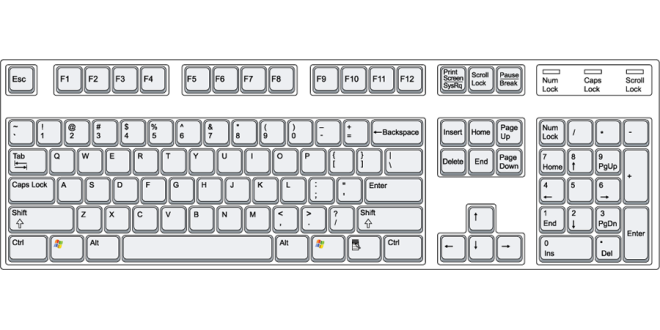 Esc F1 F2 F3 F4 F5 F6 F7 F8 F9 F10 F11 F12
Print
Screen
SysRq
Scroll
Lock
Pause
Break
Num
Lock
Caps
Lock
Scroll
Lock
~ ! @ # $ % ^ & * ( ) _ + ←Backspace
` 1 2 3 4 5 6 7 8 9 0 - =
Insert Home Page
Up
Num
Lock
/ * -
Tab Q W E R T Y U I O P { } |
[ ] \
Delete End Page
Down
7 8 9
Home ↑ PgUp
+
Caps Lock A S D F G H J K L : " Enter
; '
4 5 6
← →
Shift Z X C V B N M < > ? Shift
, . /
↑
1 2 3
End ↓ PgDn
Enter
Ctrl Alt Alt Ctrl
← ↓ →
0 •
Ins Del